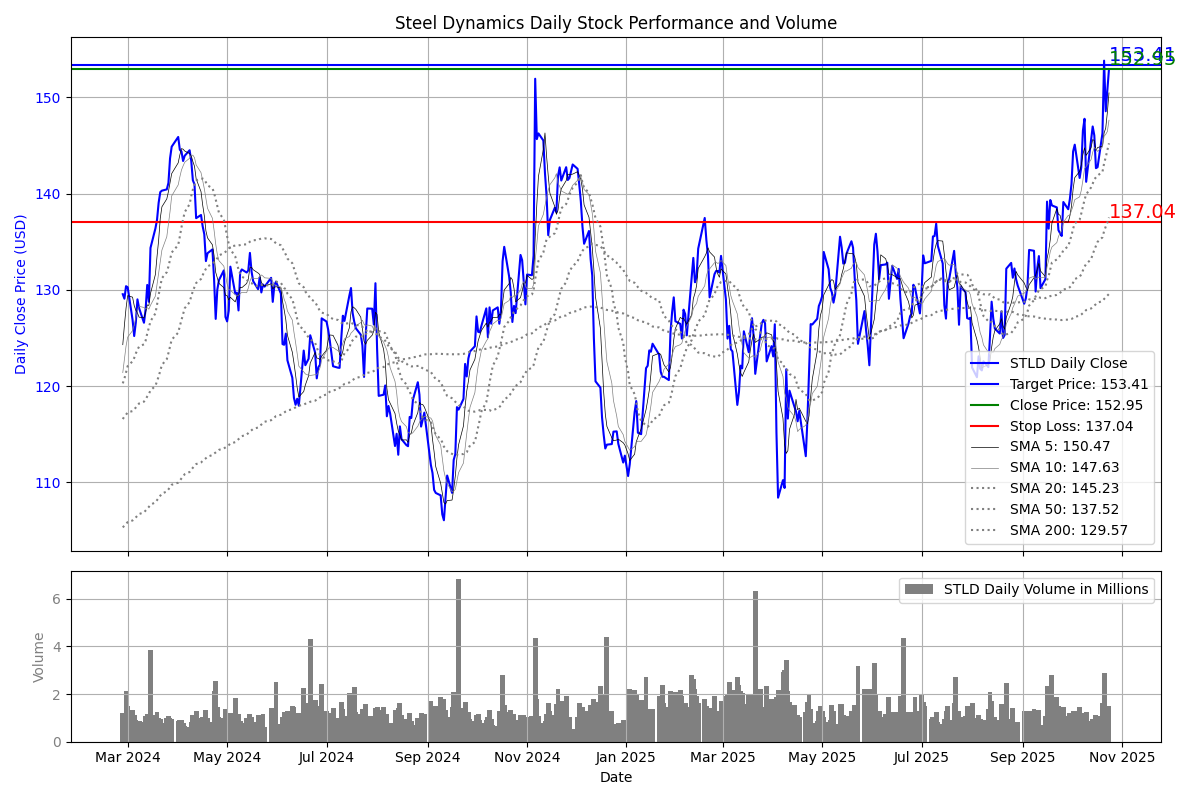 Steel Dynamics Daily Stock Performance and Volume
153.41
152.95
150
140
137.04
130
120
110
Daily Close Price (USD)
STLD Daily Close
Target Price: 153.41
Close Price: 152.95
Stop Loss: 137.04
SMA 5: 150.47
SMA 10: 147.63
SMA 20: 145.23
SMA 50: 137.52
SMA 200: 129.57
STLD Daily Volume in Millions
6
4
2
0
Volume
Mar 2024 May 2024 Jul 2024 Sep 2024 Nov 2024 Jan 2025 Mar 2025 May 2025 Jul 2025 Sep 2025 Nov 2025
Date